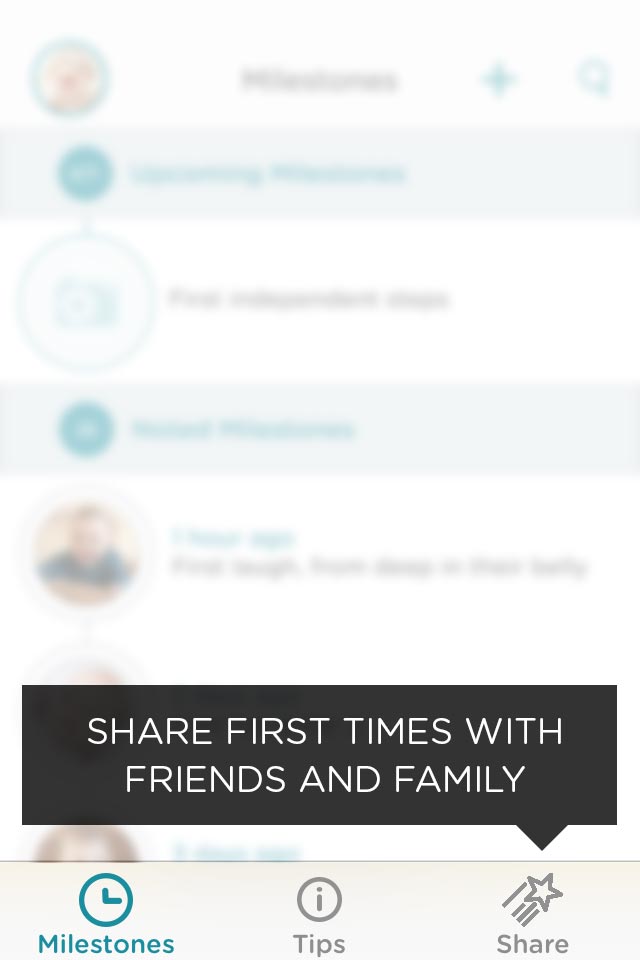 Milestones
Upcoming Milestones
First independent steps
Noted Milestones
1 hour ago
First laugh, from deep in their belly
SHARE FIRST TIMES WITH
FRIENDS AND FAMILY
3 days ago
Milestones
Tips
Share